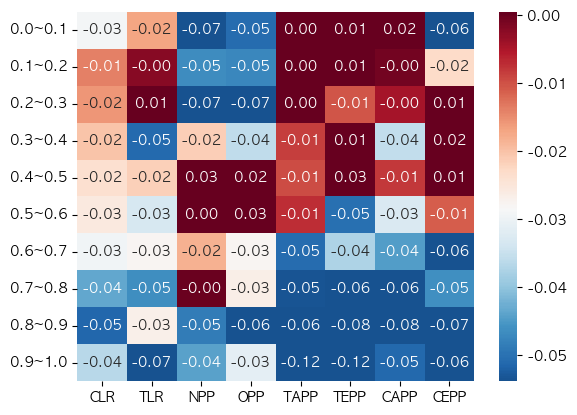 0.0~0.1 -0.03 -0.02 -0.07 -0.05 0.00 0.01 0.02 -0.06 0.00
0.1~0.2 -0.01 -0.00 -0.05 -0.05 0.00 0.01 -0.00 -0.02 -0.01
0.2~0.3 -0.02 0.01 -0.07 -0.07 0.00 -0.01 -0.00 0.01
0.3~0.4 -0.02 -0.05 -0.02 -0.04 -0.01 0.01 -0.04 0.02 -0.02
0.4~0.5 -0.02 -0.02 0.03 0.02 -0.01 0.03 -0.01 0.01
0.5~0.6 -0.03 -0.03 0.00 0.03 -0.01 -0.05 -0.03 -0.01 -0.03
0.6~0.7 -0.03 -0.03 -0.02 -0.03 -0.05 -0.04 -0.04 -0.06 -0.04
0.7~0.8 -0.04 -0.05 -0.00 -0.03 -0.05 -0.06 -0.06 -0.05
0.8~0.9 -0.05 -0.03 -0.05 -0.06 -0.06 -0.08 -0.08 -0.07
0.9~1.0 -0.04 -0.07 -0.04 -0.03 -0.12 -0.12 -0.05 -0.06 -0.05
CLR TLR NPP OPP TAPP TEPP CAPP CEPP